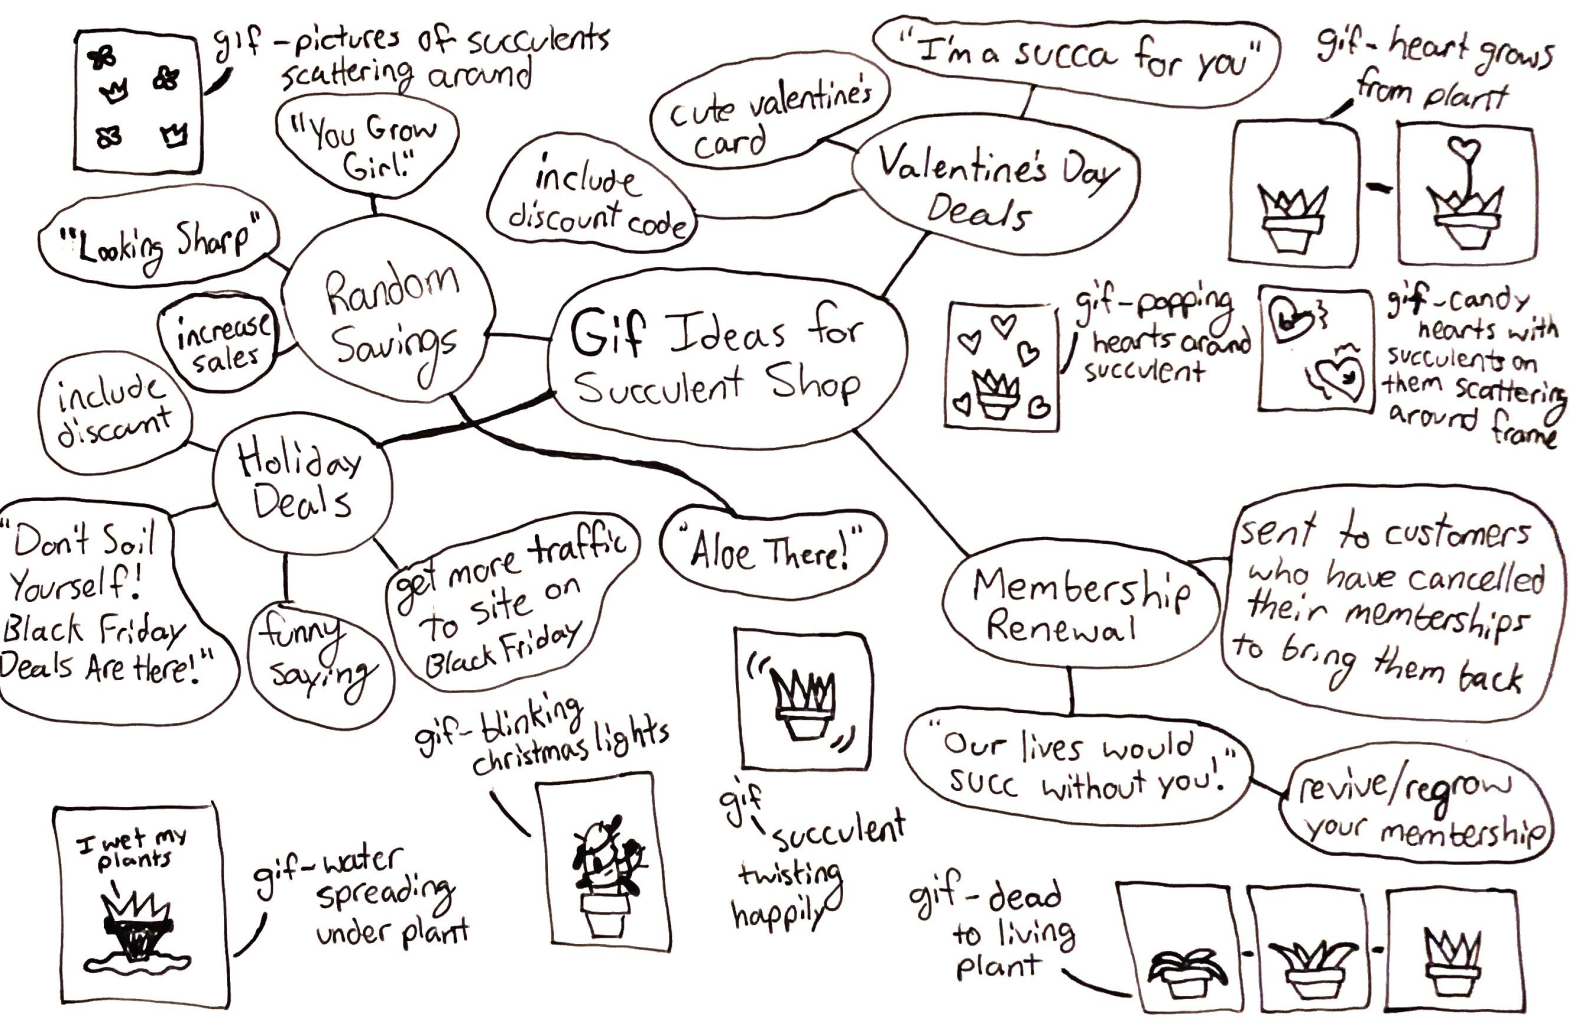 gif - pictures of succulents
scattering around
"You Grow
Girl."
"Looking Sharp"
increase
sales
Random
Savings
include
discount code
cute valentine's
card
"I'm a succa for you"
Valentine's Day
Deals
gif - heart grows
from plant
gif - popping
hearts around
succulent
gif - candy
hearts with
succulents on
them scattering
around frame
Gif Ideas for
Succulent Shop
include
discount
Holiday
Deals
"Don't Soil
Yourself!
Black Friday
Deals Are Here!"
funny
saying
get more traffic
to site on
Black Friday
"Aloe There!"
Membership
Renewal
sent to customers
who have cancelled
their memberships
to bring them back
"Our lives would
succ without you!"
revive/regrow
your membership
gif - blinking
christmas lights
gif
succulent
twisting
happily
I wet my
plants
gif - water
spreading
under plant
gif - dead
to living
plant